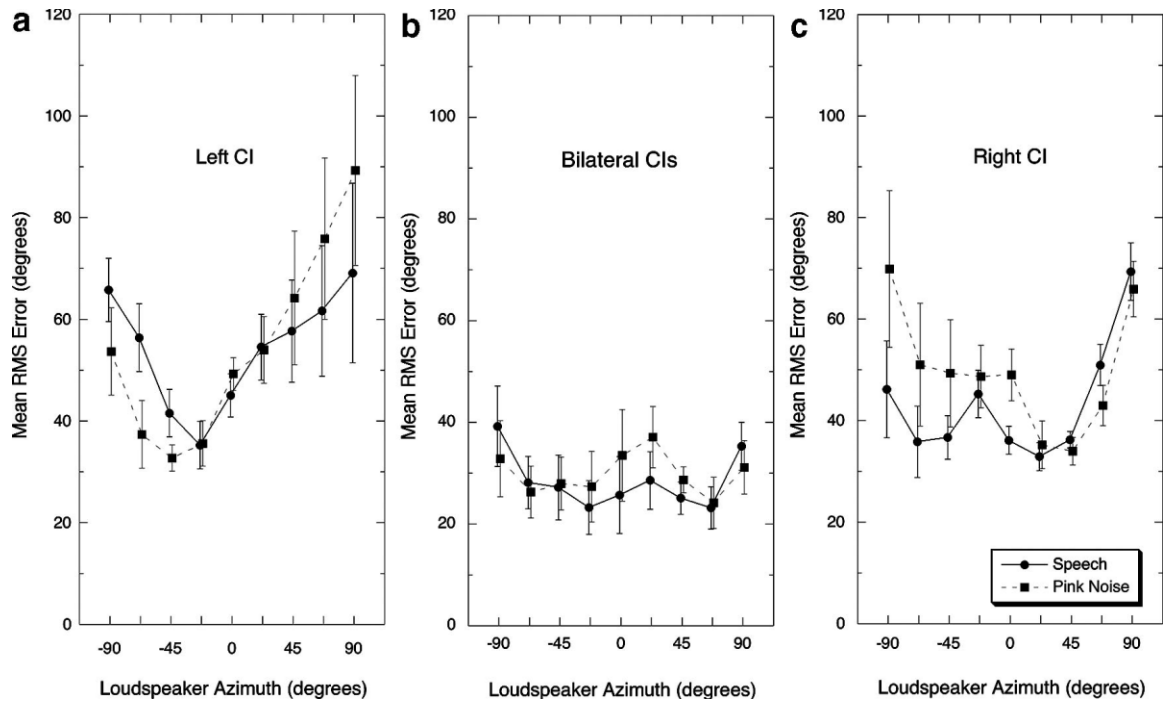 a
Left CI
Mean RMS Error (degrees)
120
100
80
60
40
20
0
-90
-45
0
45
90
Loudspeaker Azimuth (degrees)
b
Bilateral CIs
Mean RMS Error (degrees)
120
100
80
60
40
20
0
-90
-45
0
45
90
Loudspeaker Azimuth (degrees)
c
Right CI
Mean RMS Error (degrees)
120
100
80
60
40
20
0
-90
-45
0
45
90
Loudspeaker Azimuth (degrees)
Speech
Pink Noise